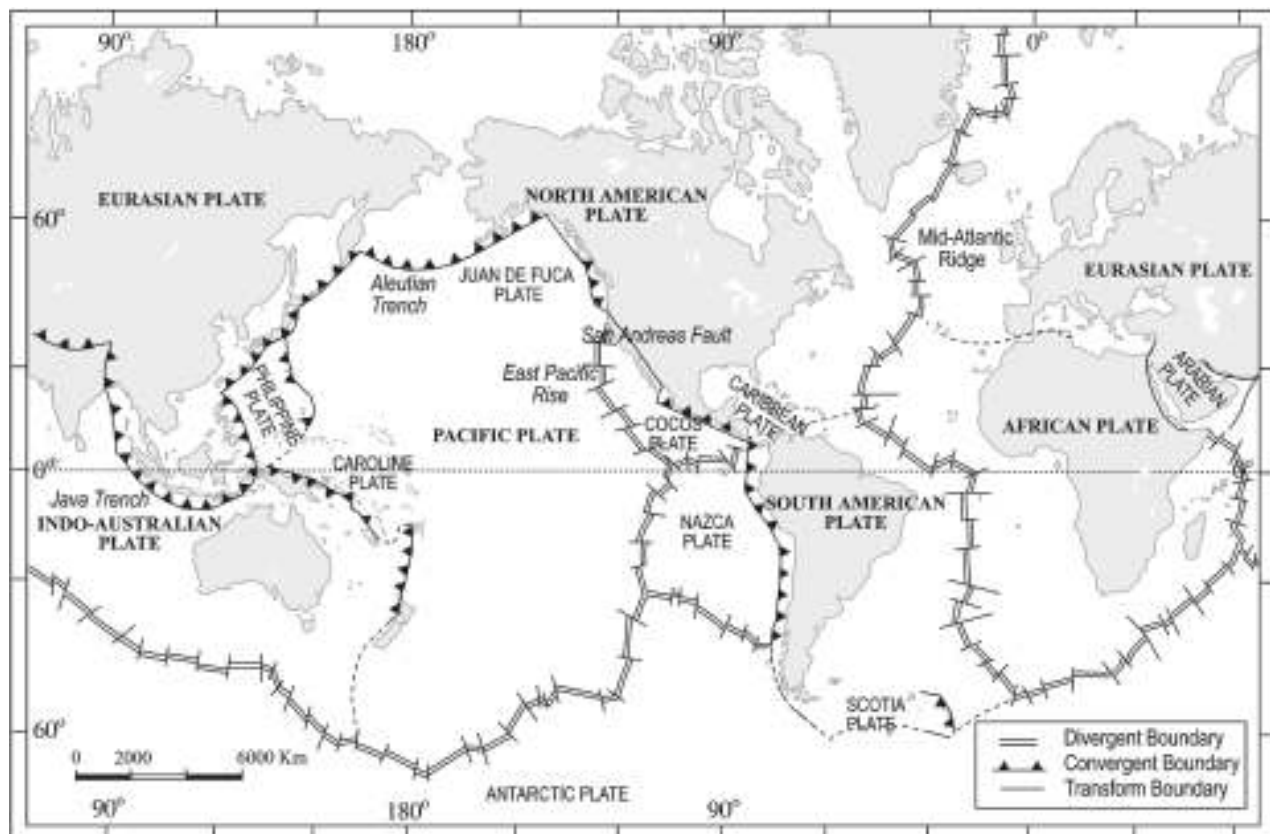 90°
180°
90°
0°
EURASIAN PLATE
NORTH AMERICAN
PLATE
60°
Mid-Atlantic
Ridge
EURASIAN PLATE
Aleutian
Trench
JUAN DE FUCA
PLATE
San Andreas Fault
East Pacific
Rise
PHILIPPINE
PLATE
CARIBBEAN
PLATE
ARABIAN
PLATE
COCOS
PLATE
PACIFIC PLATE
AFRICAN PLATE
CAROLINE
PLATE
0°
Java Trench
INDO-AUSTRALIAN
PLATE
SOUTH AMERICAN
PLATE
NAZCA
PLATE
SCOTIA
PLATE
60°
0 2000 6000 Km
Divergent Boundary
Convergent Boundary
Transform Boundary
ANTARCTIC PLATE
90°
180°
90°